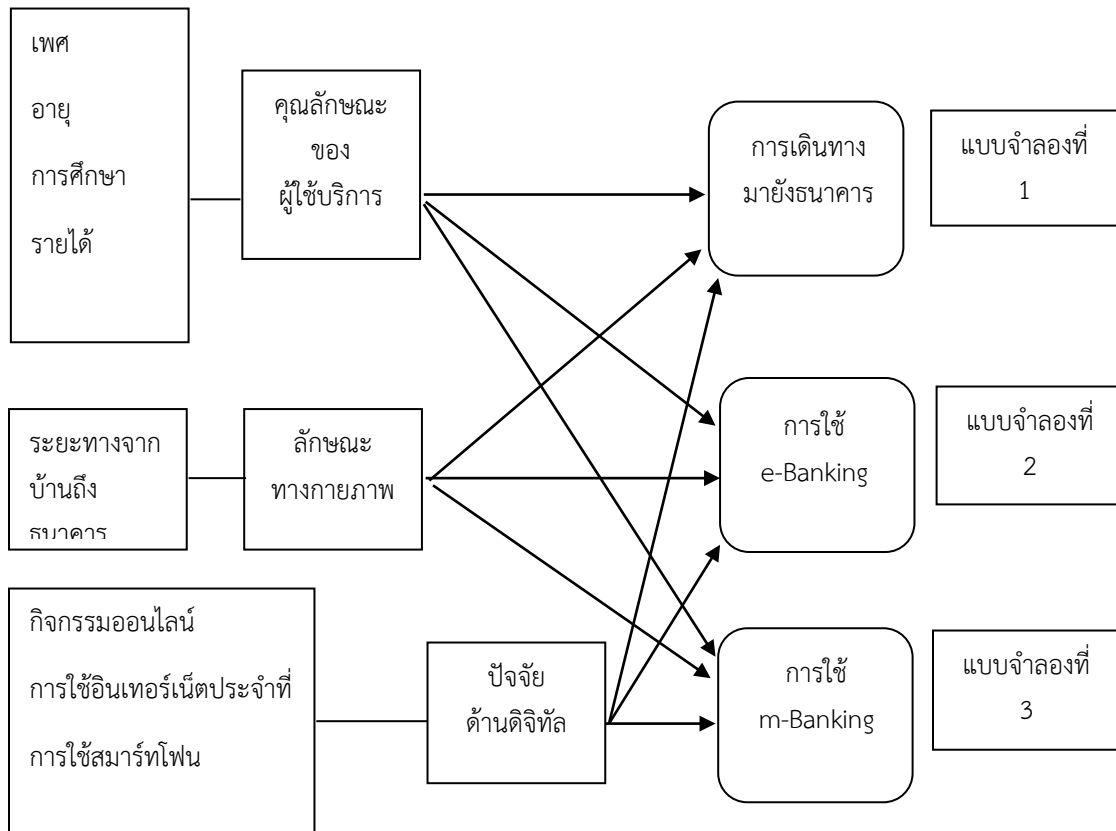 เพศ
อายุ
การศึกษา
รายได้
คุณลักษณะ
ของ
ผู้ใช้บริการ
การเดินทาง
มายังธนาคาร
แบบจำลองที่
1
ระยะทางจาก
บ้านถึง
ธนาคาร
ลักษณะ
ทางกายภาพ
การใช้
e-Banking
แบบจำลองที่
2
กิจกรรมออนไลน์
การใช้อินเทอร์เน็ตประจำที่
การใช้สมาร์ทโฟน
ปัจจัย
ด้านดิจิทัล
การใช้
m-Banking
แบบจำลองที่
3